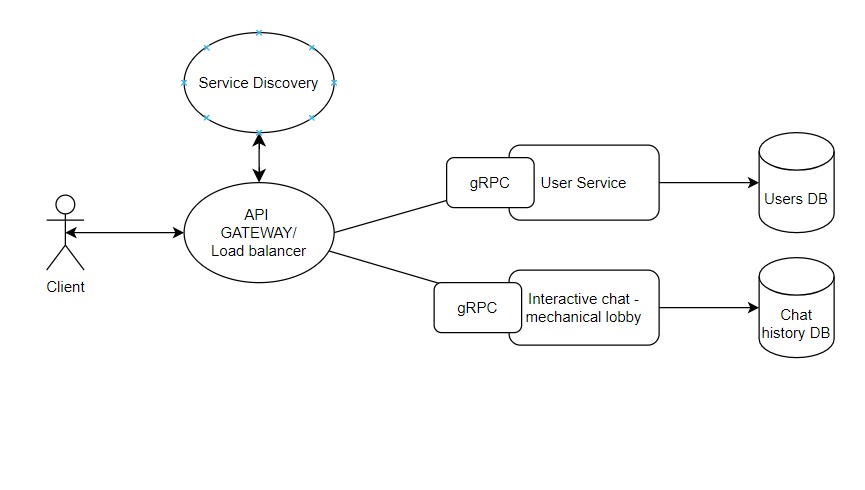 Service Discovery
API
GATEWAY/
Load balancer
Client
gRPC
User Service
Users DB
gRPC
Interactive chat -
mechanical lobby
Chat
history DB